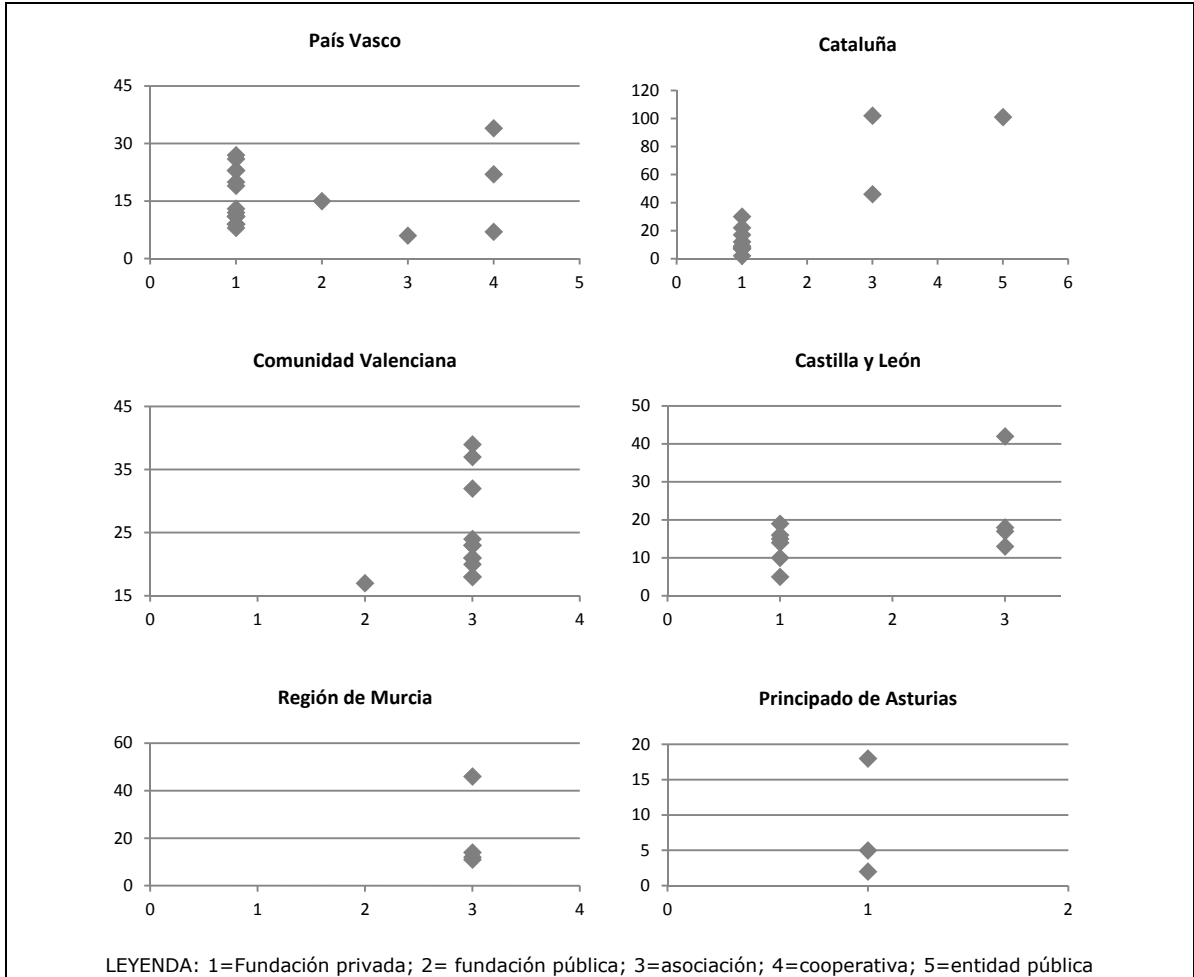 País Vasco
45
30
15
0
0 1 2 3 4 5
Cataluña
120
100
80
60
40
20
0
0 1 2 3 4 5 6
Comunidad Valenciana
45
35
25
15
0 1 2 3 4
Castilla y León
50
40
30
20
10
0
0 1 2 3
Región de Murcia
60
40
20
0
0 1 2 3 4
Principado de Asturias
20
15
10
5
0
0 1 2
LEYENDA: 1=Fundación privada; 2= fundación pública; 3=asociación; 4=cooperativa; 5=entidad pública